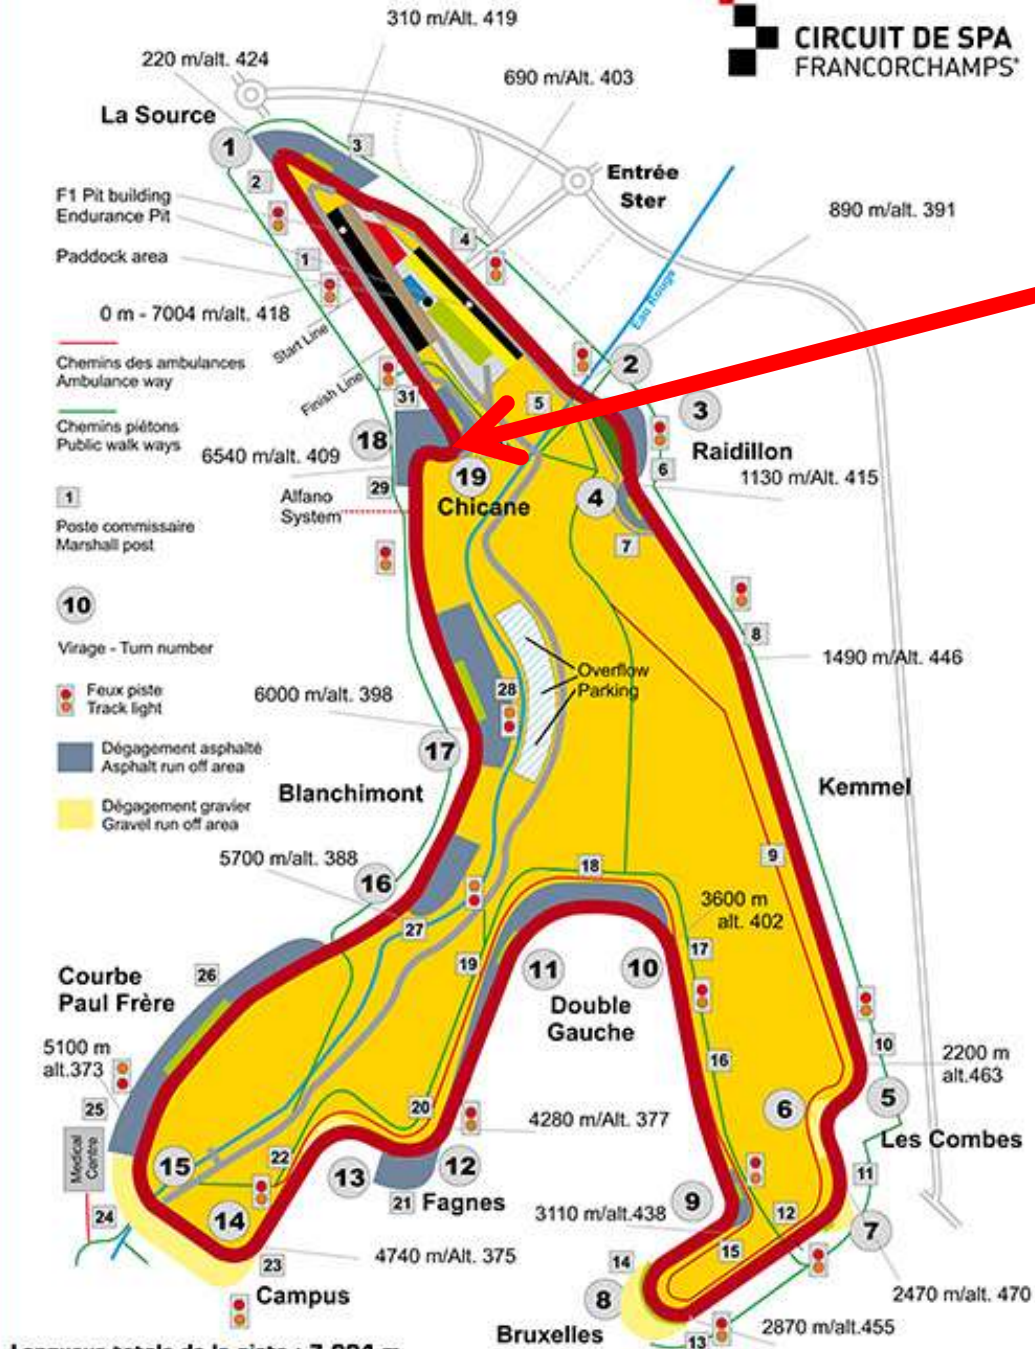 310 m/Alt. 419
CIRCUIT DE SPA
FRANCORCHAMPS
220 m/alt. 424
690 m/Alt. 403
La Source
1
3
2
Entrée
Ster
F1 Pit building
Endurance Pit
890 m/alt. 391
4
Paddock area
1
0 m - 7004 m/alt. 418
Eau Rouge
Start Line
Chemins des ambulances
Ambulance way
Finish Line
2
31
5
3
Chemins piétons
Public walk ways
18
Raidillon
6540 m/alt. 409
19
6
1130 m/Alt. 415
29
4
1
Alfano
System
Chicane
Poste commissaire
Marshall post
7
10
8
Virage - Turn number
1490 m/Alt. 446
Overflow
Parking
Feux piste
Track light
6000 m/alt. 398
28
17
Dégagement asphalté
Asphalt run off area
Blanchimont
Kemmel
Dégagement gravier
Gravel run off area
5700 m/alt. 388
9
18
16
3600 m
alt. 402
27
17
19
26
11
10
Courbe
Paul Frère
Double
Gauche
5100 m
alt.373
10
2200 m
alt.463
16
25
20
6
5
4280 m/Alt. 377
Les Combes
Medical
Centre
22
15
13
12
11
24
21
Fagnes
9
14
3110 m/alt.438
12
7
4740 m/Alt. 375
15
23
14
Campus
8
2470 m/alt. 470
Bruxelles
13
2870 m/alt.455